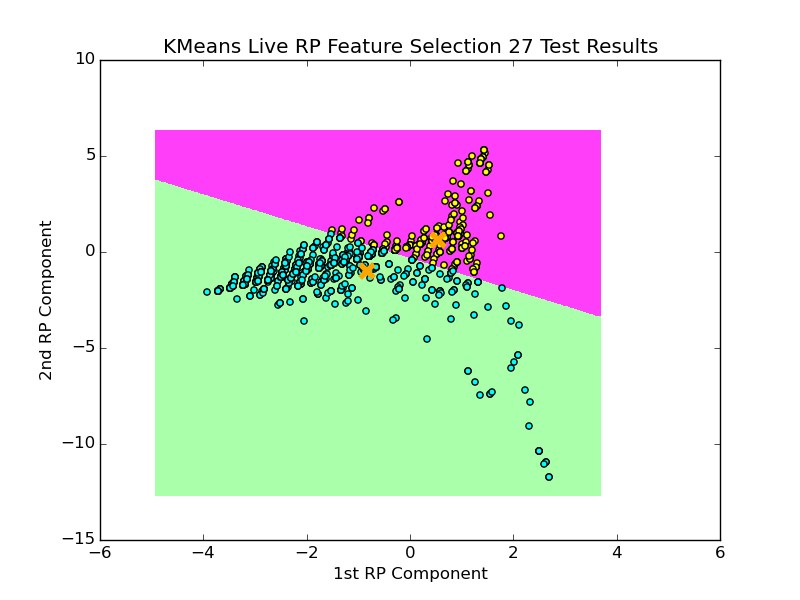 KMeans Live RP Feature Selection 27 Test Results
10
5
0
−5
−10
−15
2nd RP Component
−6 −4 −2 0 2 4 6
1st RP Component